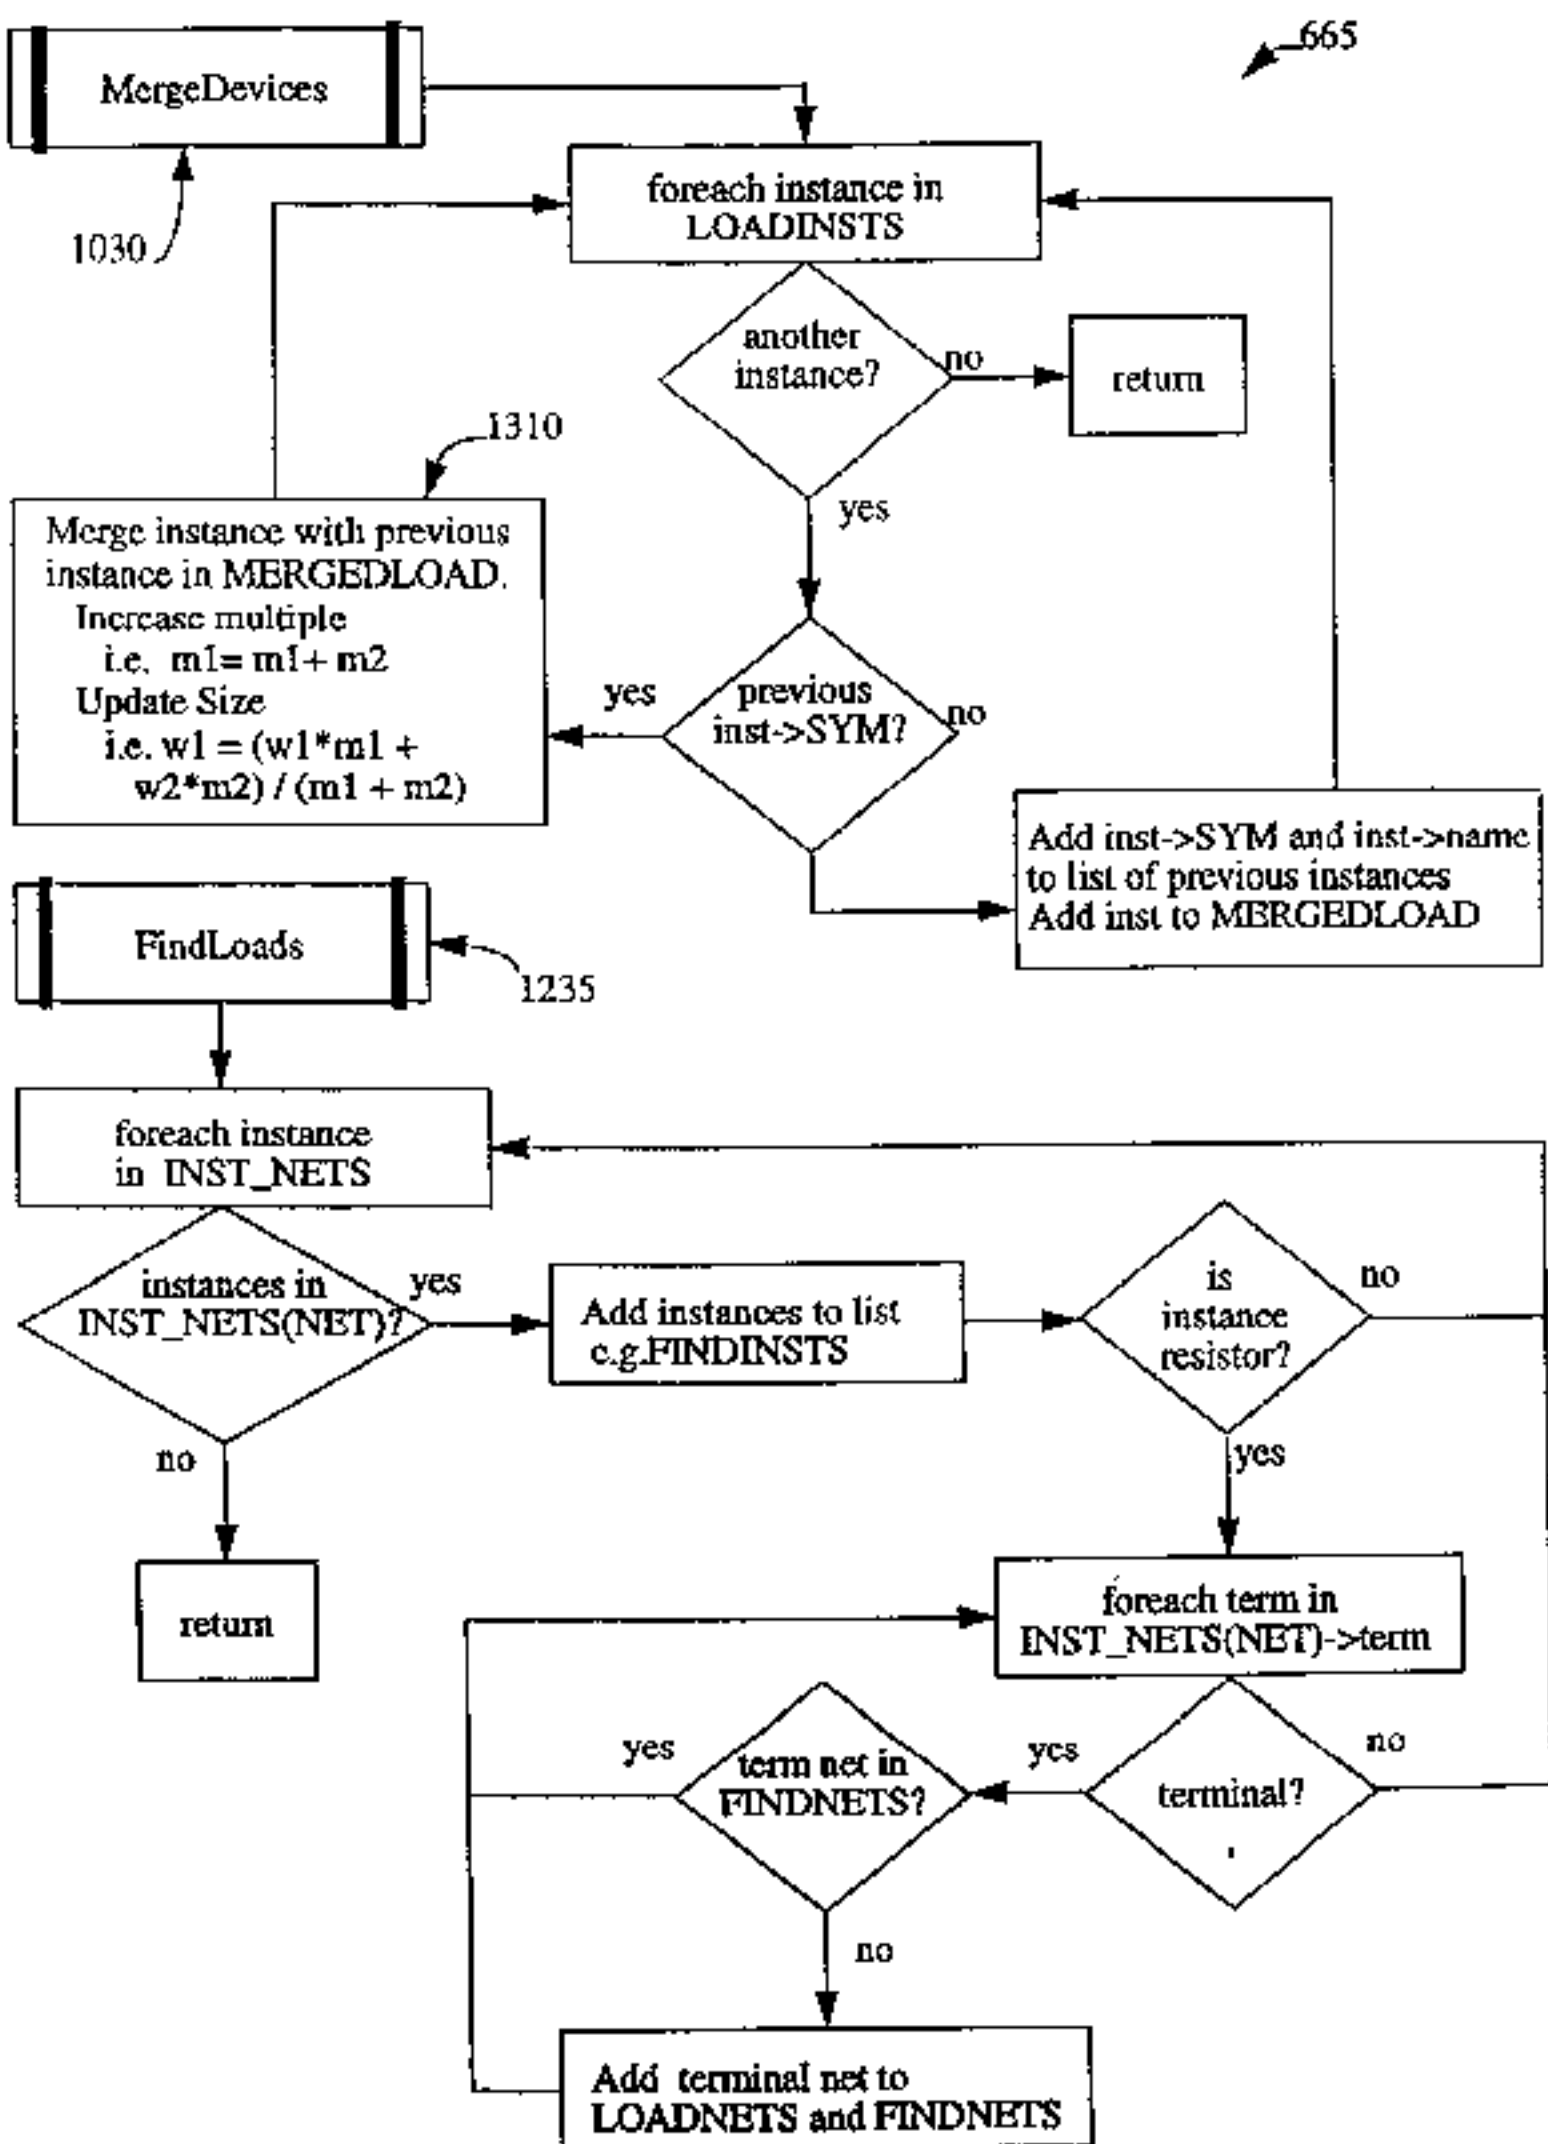 665
MergeDevices
1030
foreach instance in
LOADINSTS
another
instance?
no
return
yes
1310
Merge instance with previous
instance in MERGEDLOAD.
Increase multiple
i.e. m1= m1+ m2
Update Size
i.e. w1 = (w1*m1 +
w2*m2) / (m1 + m2)
yes
previous
inst->SYM?
no
Add inst->SYM and inst->name
to list of previous instances
Add inst to MERGEDLOAD
FindLoads
1235
foreach instance
in INST_NETS
instances in
INST_NETS(NET)?
yes
Add instances to list
e.g.FINDINSTS
is
instance
resistor?
no
yes
no
return
foreach term in
INST_NETS(NET)->term
terminal?
no
yes
term net in
FINDNETS?
yes
no
Add terminal net to
LOADNETS and FINDNETS